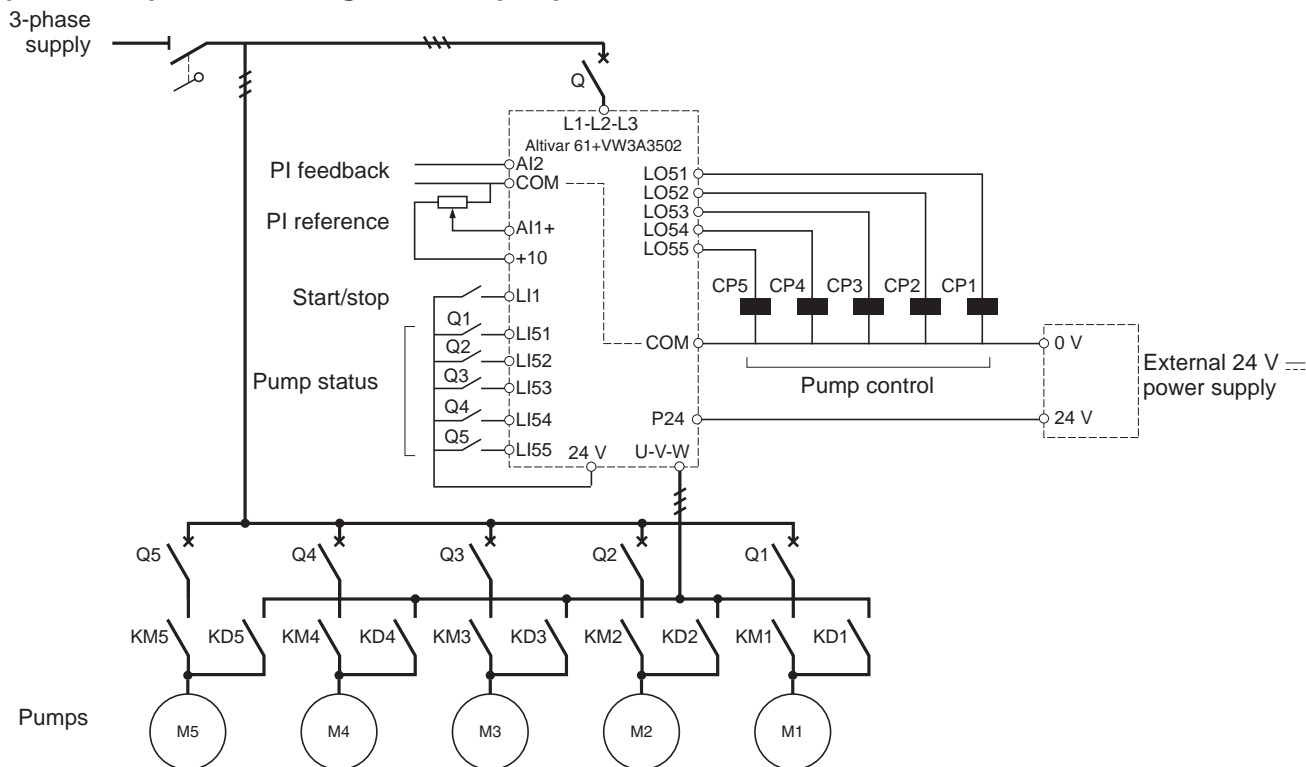 3-phase
supply
Q
L1-L2-L3
Altivar 61+VW3A3502
PI feedback
AI2
COM
PI reference
AI1+
+10
Start/stop
LI1
Pump status
Q1
LI51
Q2
LI52
Q3
LI53
Q4
LI54
Q5
LI55
24 V
U-V-W
LO51
LO52
LO53
LO54
LO55
CP5
CP4
CP3
CP2
CP1
COM
Pump control
P24
0 V
24 V
External 24 V
power supply
Q5
Q4
Q3
Q2
Q1
KM5
KD5
KM4
KD4
KM3
KD3
KM2
KD2
KM1
KD1
Pumps
M5
M4
M3
M2
M1